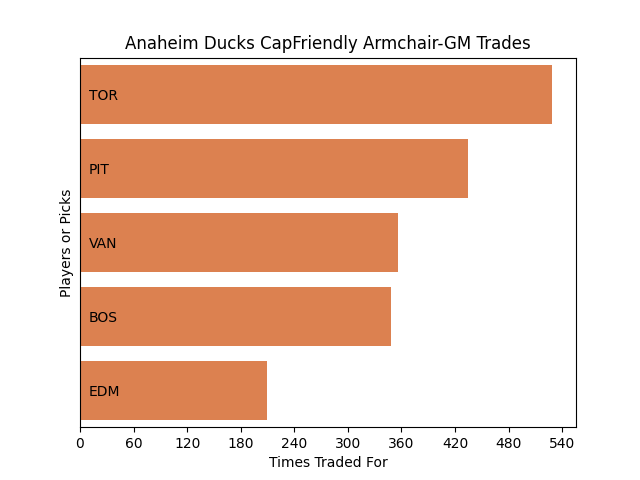 Anaheim Ducks CapFriendly Armchair-GM Trades
Players or Picks
TOR
PIT
VAN
BOS
EDM
0 60 120 180 240 300 360 420 480 540
Times Traded For